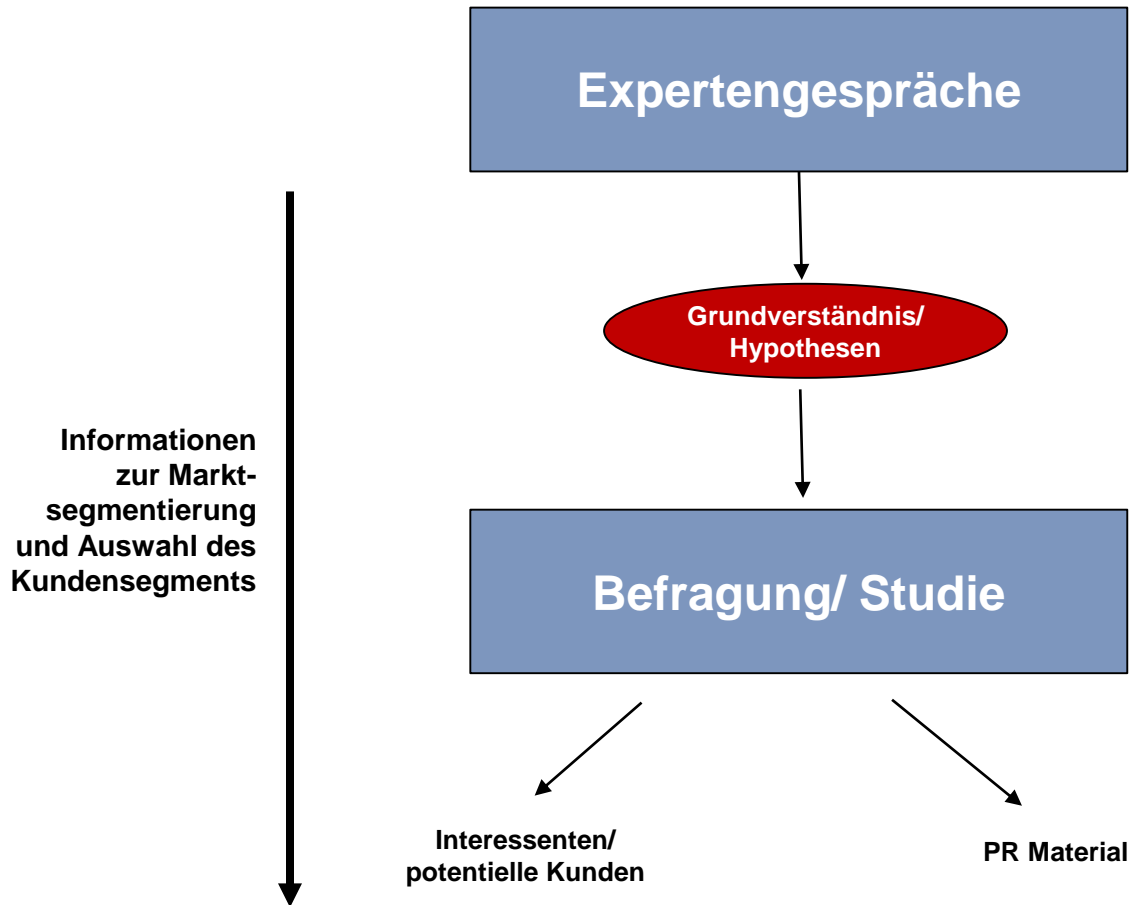 Expertengespräche
Grundverständnis/
Hypothesen
Informationen
zur Markt-
segmentierung
und Auswahl des
Kundensegments
Befragung/ Studie
Interessenten/
potentielle Kunden
PR Material